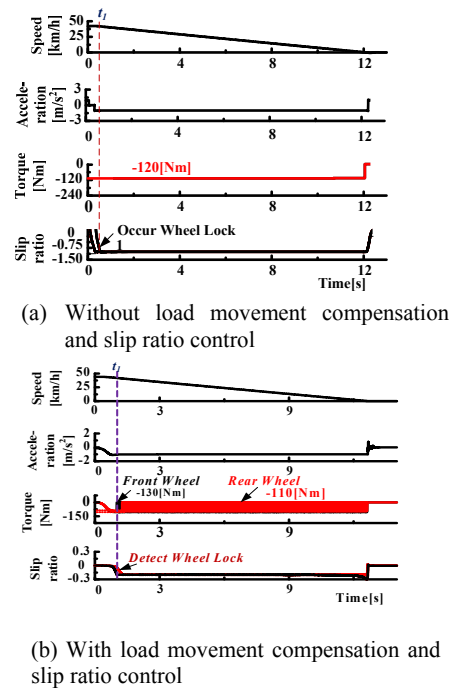 t1
Speed
[km/h]
50
25
0
0 4 8 12
Accele-
ration
[m/s²]
3
0
-3
0 4 8 12
Torque
[Nm]
0
-120
-240
-120[Nm]
0 4 8 12
Slip
ratio
0
-0.75
-1.50
Occur Wheel Lock
1
0 4 8 12
Time[s]
(a) Without load movement compensation
and slip ratio control
t1
Speed
[km/h]
50
25
0
0 3 9
Accele-
ration
[m/s²]
2
0
-2
0 3 9
Front Wheel
-130[Nm]
Rear Wheel
-110[Nm]
Torque
[Nm]
0
-150
0 3 9
Slip
ratio
0.3
-0.3
Detect Wheel Lock
0 3 9
Time[s]
(b) With load movement compensation and
slip ratio control